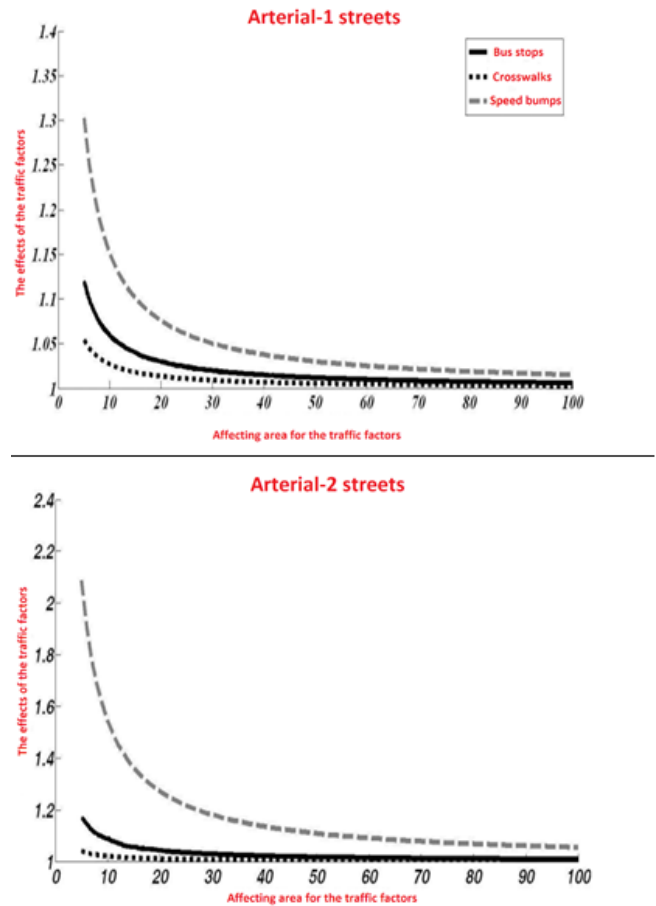 Arterial-1 streets
1.4
1.35
1.3
1.25
1.2
1.15
1.1
1.05
1
The effects of the traffic factors
Bus stops
Crosswalks
Speed bumps
0 10 20 30 40 50 60 70 80 90 100
Affecting area for the traffic factors
Arterial-2 streets
2.4
2.2
2
1.8
1.6
1.4
1.2
1
The effects of the traffic factors
0 10 20 30 40 50 60 70 80 90 100
Affecting area for the traffic factors